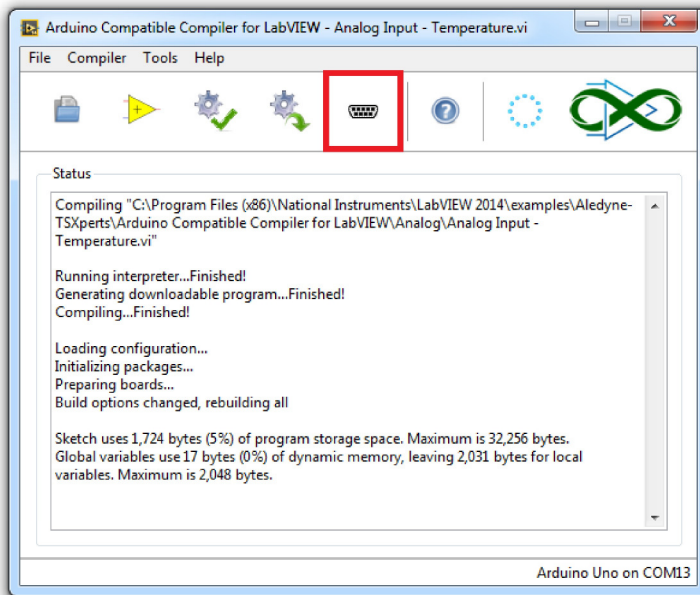 Arduino Compatible Compiler for LabVIEW - Analog Input - Temperature.vi
File Compiler Tools Help
Status
Compiling "C:\Program Files (x86)\National Instruments\LabVIEW 2014\examples\Aledyne-
TSXperts\Arduino Compatible Compiler for LabVIEW\Analog\Analog Input -
Temperature.vi"
Running interpreter...Finished!
Generating downloadable program...Finished!
Compiling...Finished!
Loading configuration...
Initializing packages...
Preparing boards...
Build options changed, rebuilding all
Sketch uses 1,724 bytes (5%) of program storage space. Maximum is 32,256 bytes.
Global variables use 17 bytes (0%) of dynamic memory, leaving 2,031 bytes for local
variables. Maximum is 2,048 bytes.
Arduino Uno on COM13